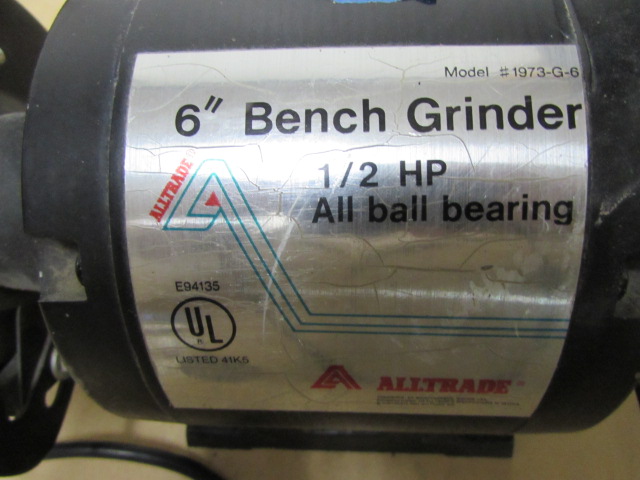 Model #1973-G-6
6" Bench Grinder
1/2 HP
All ball bearing
ALLTRADE®
E94135
UL
®
LISTED 41K5
ALLTRADE®